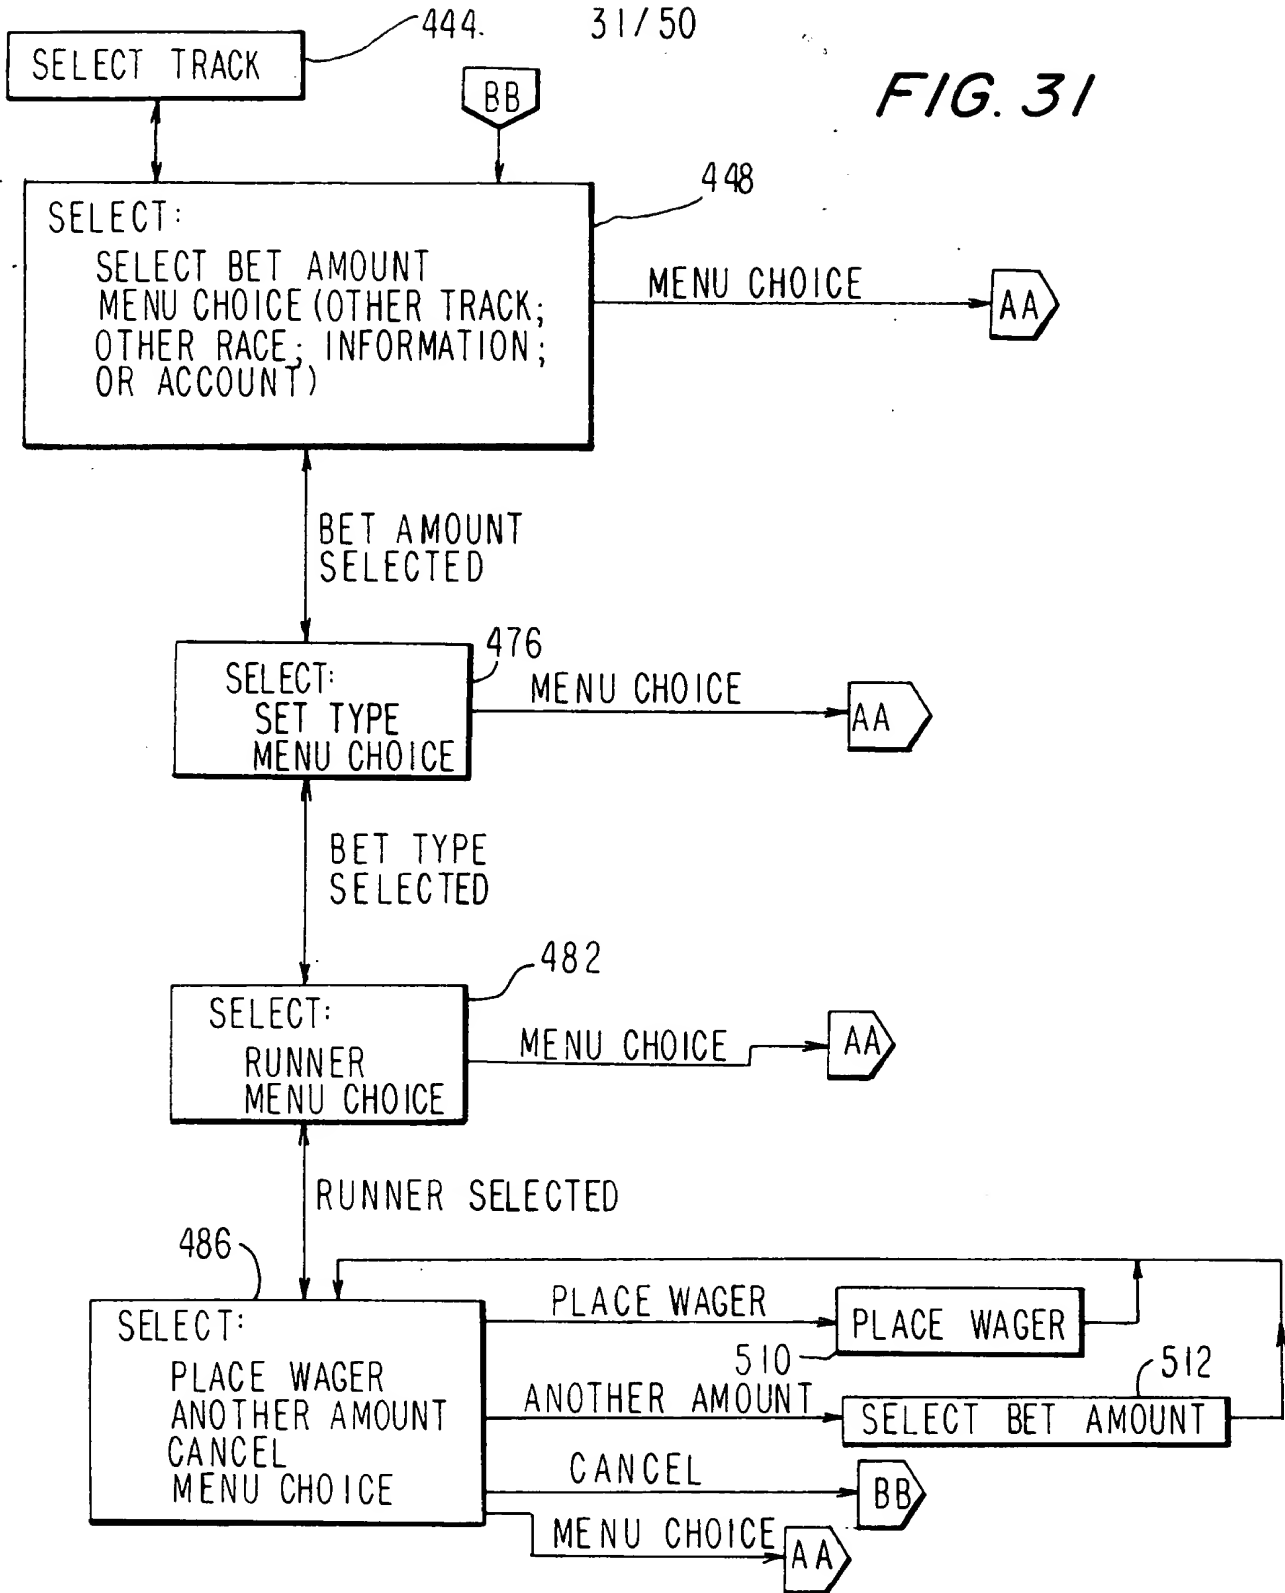 444.
31/50
SELECT TRACK
BB
FIG. 31
448
SELECT:
SELECT BET AMOUNT
MENU CHOICE (OTHER TRACK;
OTHER RACE; INFORMATION;
OR ACCOUNT)
MENU CHOICE
AA
BET AMOUNT
SELECTED
476
SELECT:
SET TYPE
MENU CHOICE
MENU CHOICE
AA
BET TYPE
SELECTED
482
SELECT:
RUNNER
MENU CHOICE
MENU CHOICE
AA
RUNNER SELECTED
486
SELECT:
PLACE WAGER
ANOTHER AMOUNT
CANCEL
MENU CHOICE
PLACE WAGER
PLACE WAGER
510
512
ANOTHER AMOUNT
SELECT BET AMOUNT
CANCEL
BB
MENU CHOICE
AA